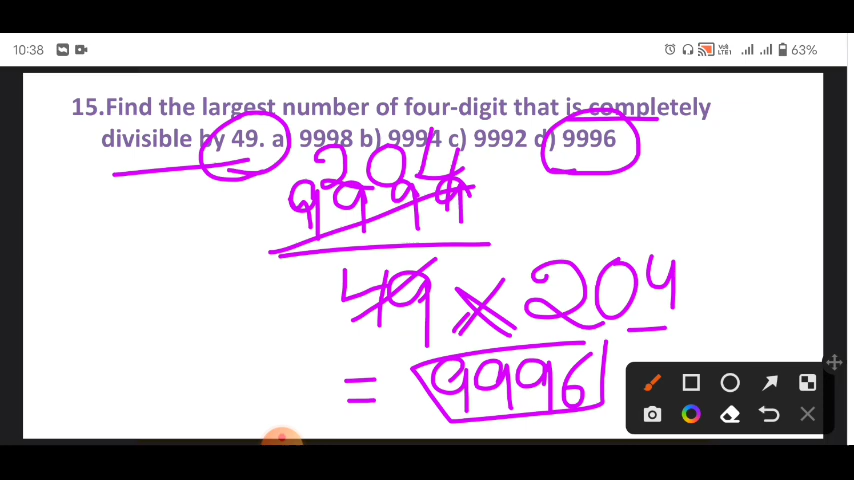 10:38 63%
15.Find the largest number of four-digit that is completely
divisible by 49. a) 9998 b) 9994 c) 9992 d) 9996
204
9999
49 × 204
= 9996